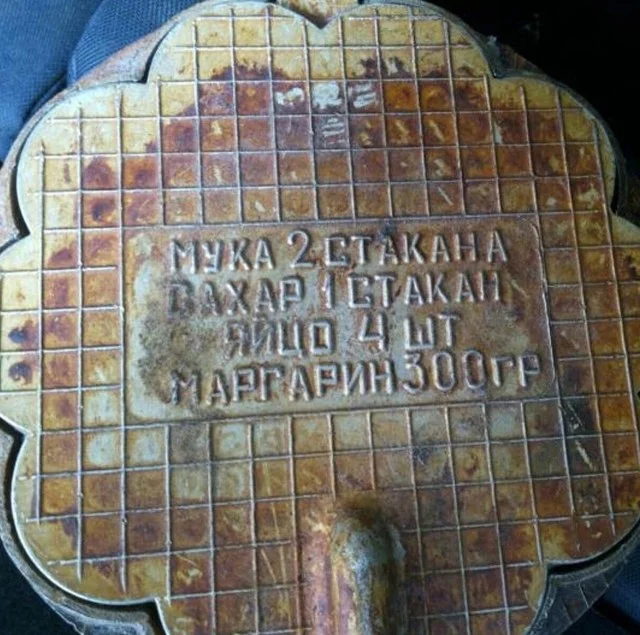 МУКА 2 СТАКАНА
САХАР 1 СТАКАН
ЯЙЦО 4 ШТ
МАРГАРИН 300 ГР